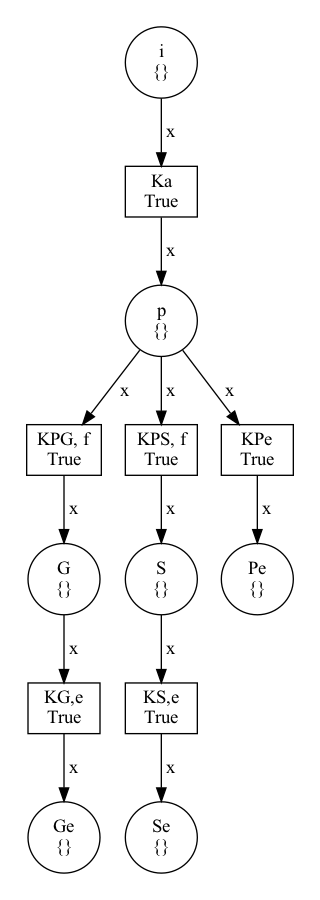 i
{}
x
Ka
True
x
p
{}
x x x
KPG, f KPS, f KPe
True True True
x x x
G S Pe
{} {} {}
x x
KG,e KS,e
True True
x x
Ge Se
{} {}